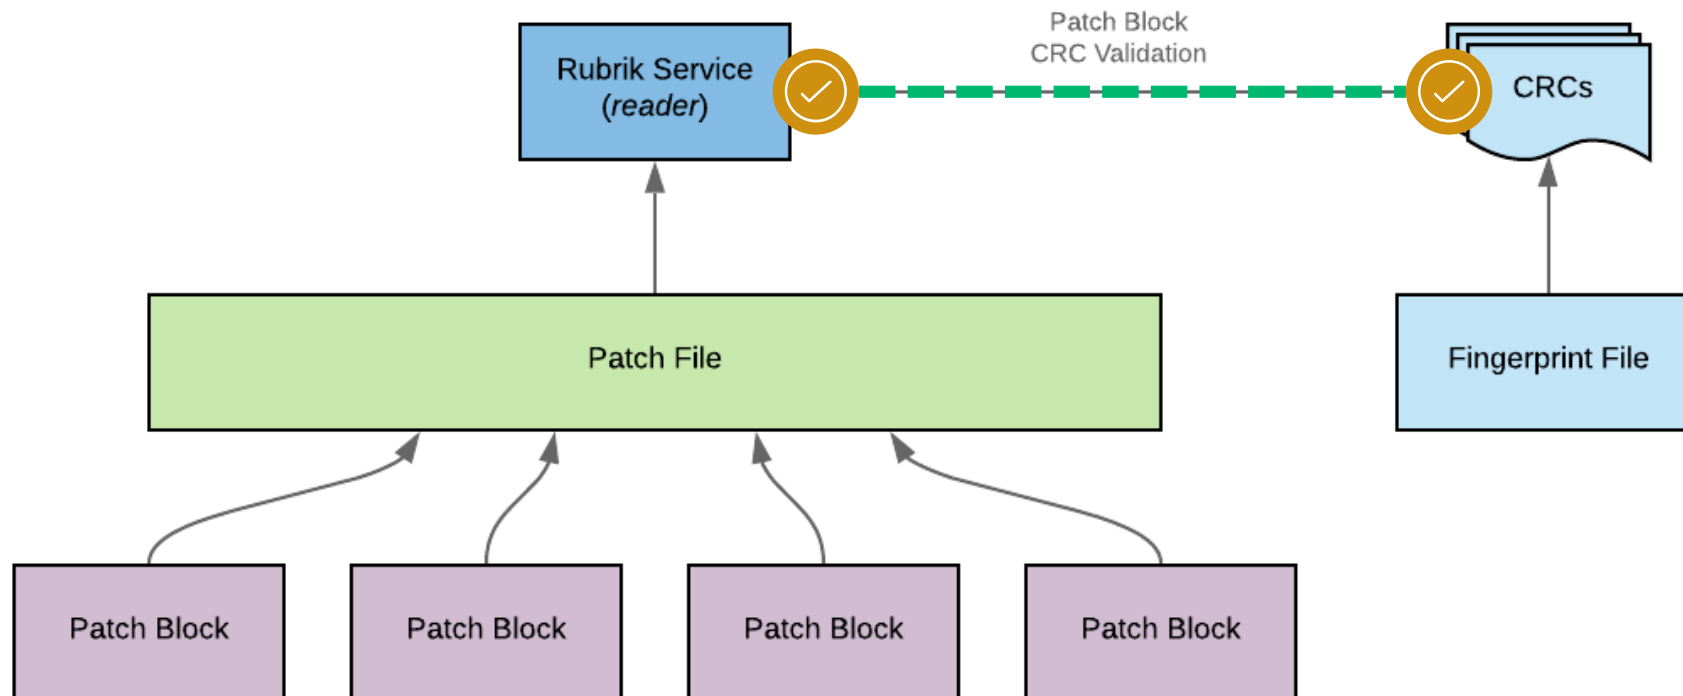 Patch Block
CRC Validation
Rubrik Service
(reader)
CRCs
Patch File
Fingerprint File
Patch Block
Patch Block
Patch Block
Patch Block